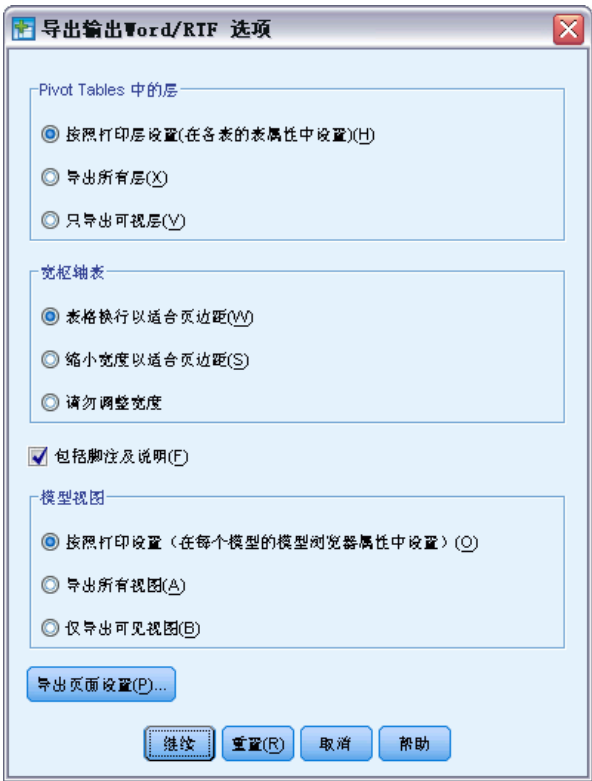 导出输出Word/RTF 选项
Pivot Tables 中的层
按照打印层设置(在各表的表属性中设置)(H)
导出所有层(X)
只导出可视层(V)
宽枢轴表
表格换行以适合页边距(W)
缩小宽度以适合页边距(S)
请勿调整宽度
包括脚注及说明(F)
模型视图
按照打印设置（在每个模型的模型浏览器属性中设置）(O)
导出所有视图(A)
仅导出可见视图(B)
导出页面设置(P)...
继续 重置(R) 取消 帮助